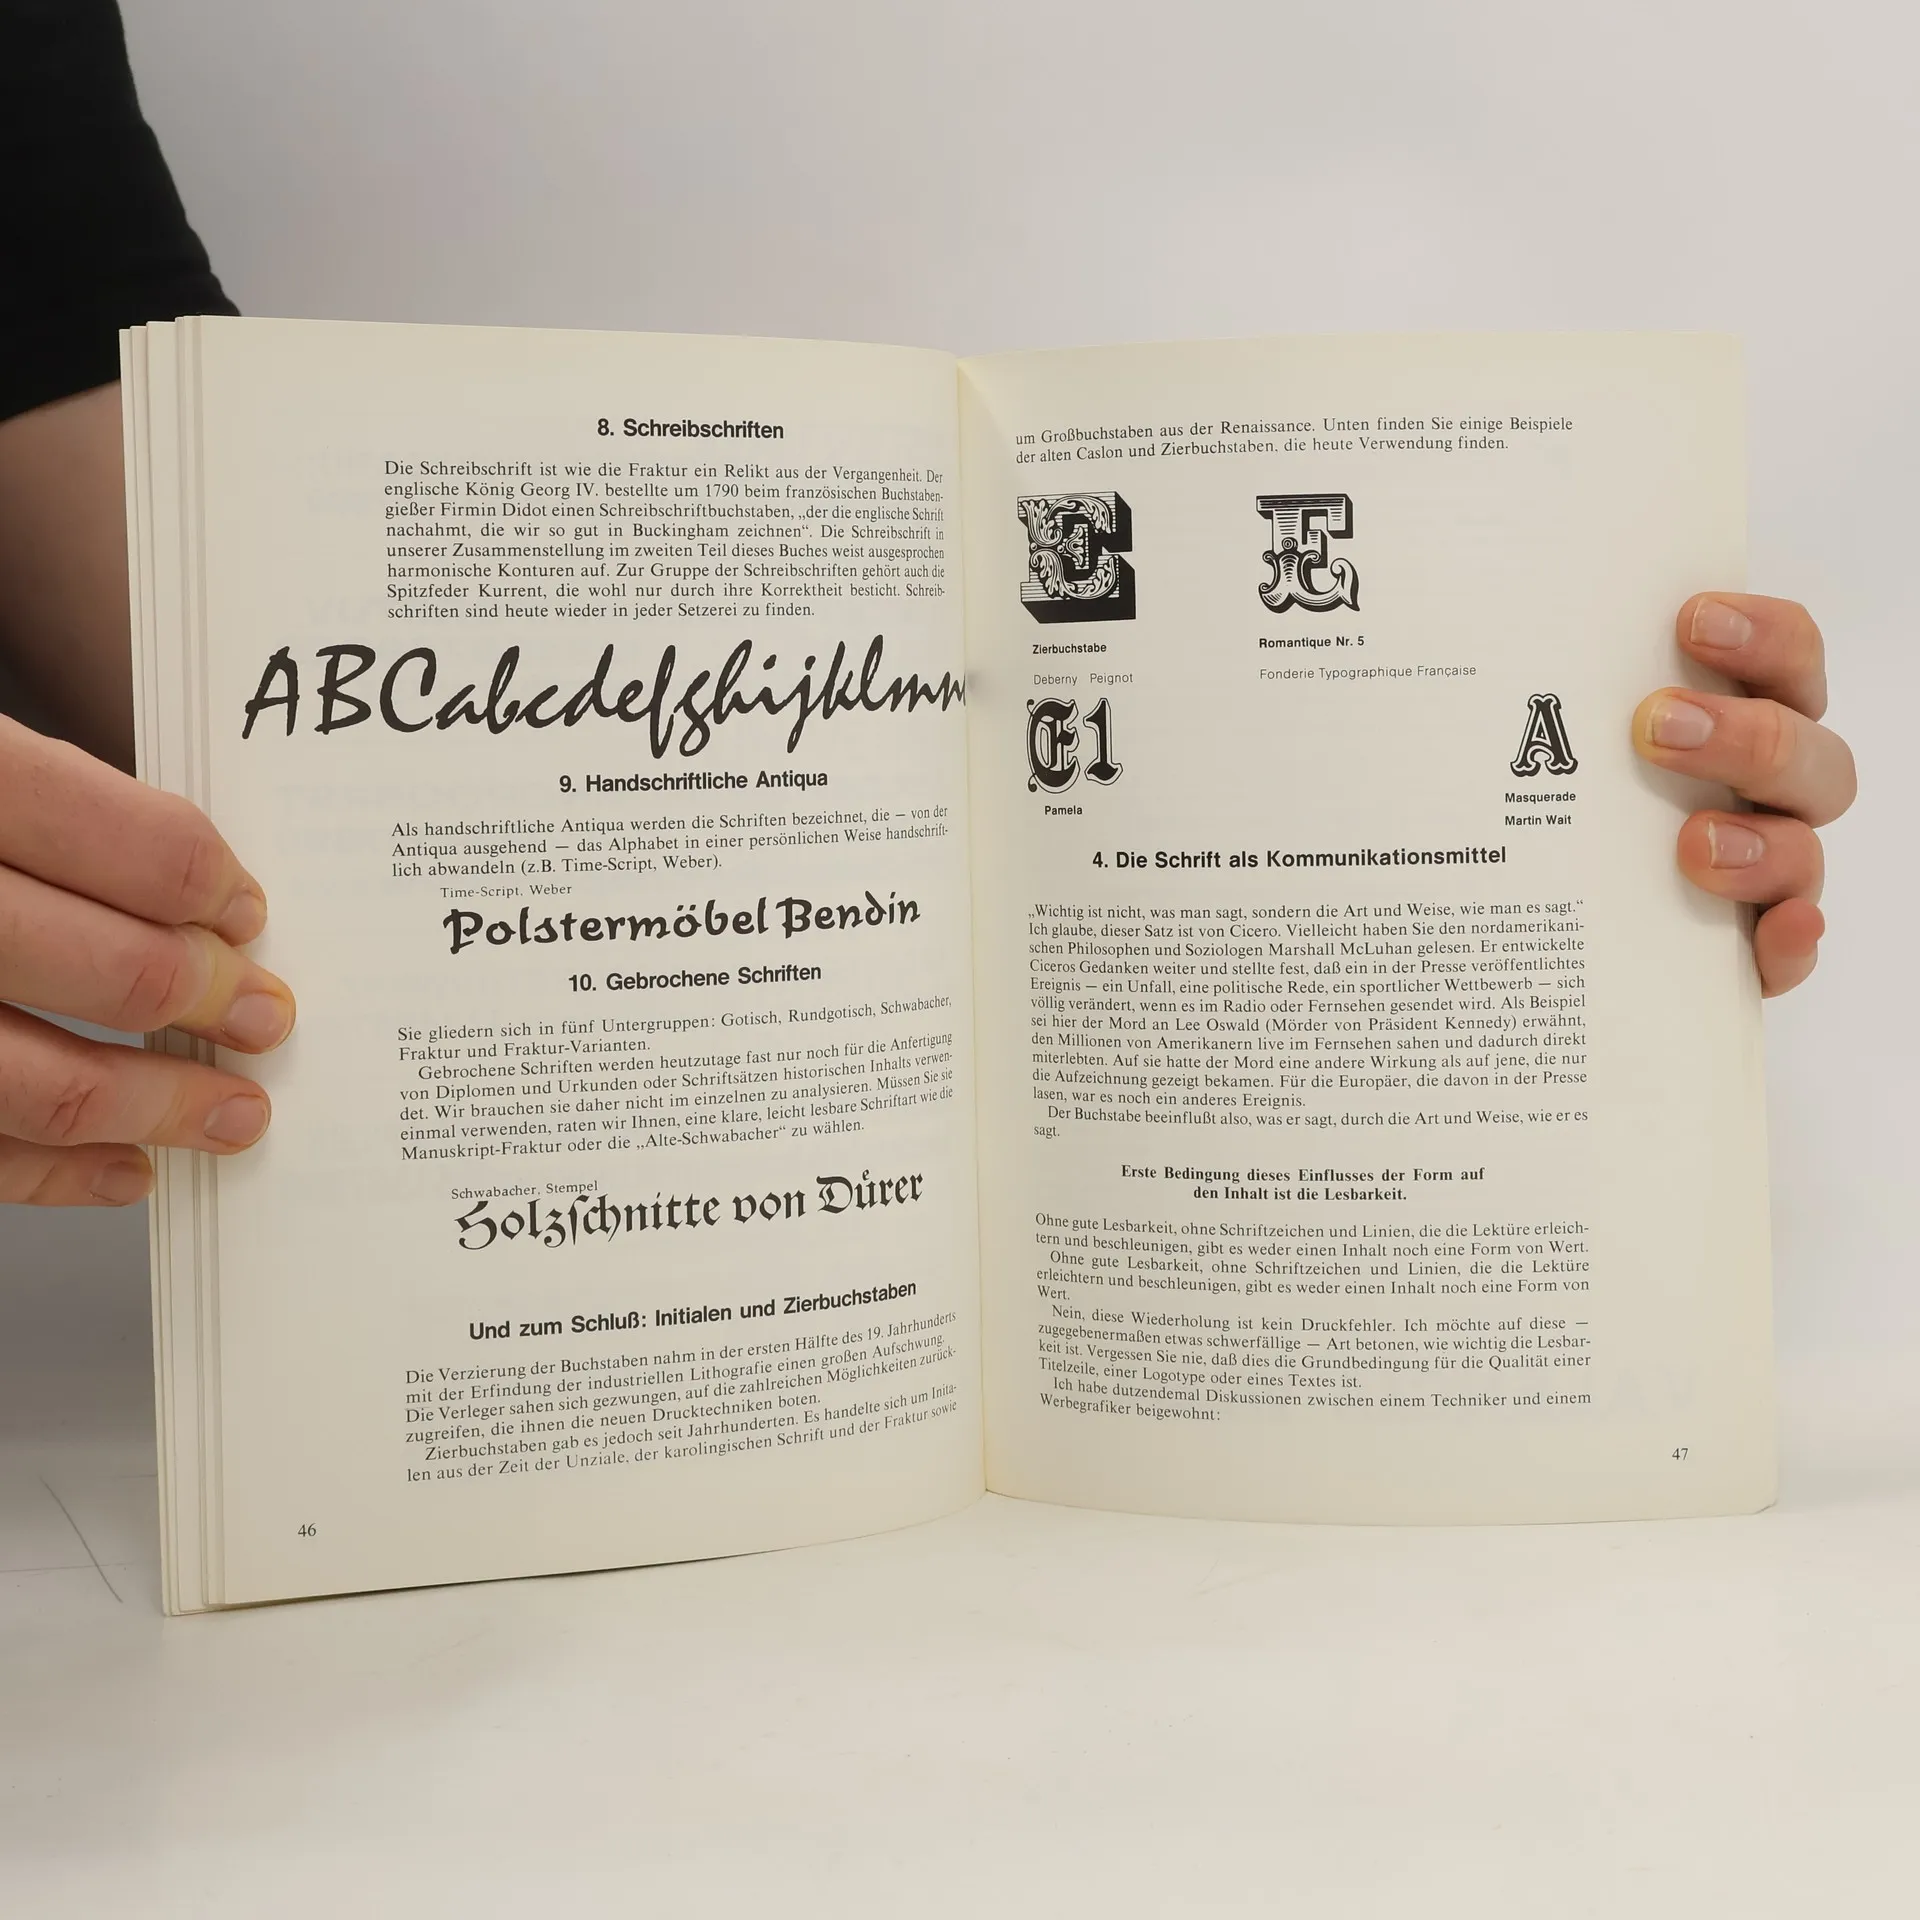 8. Schreibschriften
Die Schreibschrift ist wie die Fraktur ein Relikt aus der Vergangenheit. Der
englische König Georg IV. bestellte um 1790 beim französischen Buchstaben-
gießer Firmin Didot einen Schreibschriftbuchstaben, „der die englische Schrift
nachahmt, die wir so gut in Buckingham zeichnen“. Die Schreibschrift in
unserer Zusammenstellung im zweiten Teil dieses Buches weist ausgesprochen
harmonische Konturen auf. Zur Gruppe der Schreibschriften gehört auch die
Spitzfeder Kurrent, die wohl nur durch ihre Korrektheit besticht. Schreib-
schriften sind heute wieder in jeder Setzerei zu finden.
ABCabcdefghijklmn
9. Handschriftliche Antiqua
Als handschriftliche Antiqua werden die Schriften bezeichnet, die – von der
Antiqua ausgehend — das Alphabet in einer persönlichen Weise handschrift-
lich abwandeln (z.B. Time-Script, Weber).
Time-Script, Weber
Polstermöbel Bendin
10. Gebrochene Schriften
Sie gliedern sich in fünf Untergruppen: Gotisch, Rundgotisch, Schwabacher,
Fraktur und Fraktur-Varianten.
Gebrochene Schriften werden heutzutage fast nur noch für die Anfertigung
von Diplomen und Urkunden oder Schriftsätzen historischen Inhalts verwen-
det. Wir brauchen sie daher nicht im einzelnen zu analysieren. Müssen Sie sie
einmal verwenden, raten wir Ihnen, eine klare, leicht lesbare Schriftart wie die
Manuskript-Fraktur oder die „Alte-Schwabacher“ zu wählen.
Schwabacher, Stempel
Holzſchnitte von Dürer
Und zum Schluß: Initialen und Zierbuchstaben
Die Verzierung der Buchstaben nahm in der ersten Hälfte des 19. Jahrhunderts
mit der Erfindung der industriellen Lithografie einen großen Aufschwung.
Die Verleger sahen sich gezwungen, auf die zahlreichen Möglichkeiten zurück-
zugreifen, die ihnen die neuen Drucktechniken boten.
Zierbuchstaben gab es jedoch seit Jahrhunderten. Es handelte sich um Inita-
len aus der Zeit der Unziale, der karolingischen Schrift und der Fraktur sowie
46
um Großbuchstaben aus der Renaissance. Unten finden Sie einige Beispiele
der alten Caslon und Zierbuchstaben, die heute Verwendung finden.
E E
Zierbuchstabe
Romantique Nr. 5
Deberny Peignot
Fonderie Typographique Française
E1
A
Pamela
Masquerade
Martin Wait
4. Die Schrift als Kommunikationsmittel
„Wichtig ist nicht, was man sagt, sondern die Art und Weise, wie man es sagt.“
Ich glaube, dieser Satz ist von Cicero. Vielleicht haben Sie den nordamerikani-
schen Philosophen und Soziologen Marshall McLuhan gelesen. Er entwickelte
Ciceros Gedanken weiter und stellte fest, daß ein in der Presse veröffentlichtes
Ereignis — ein Unfall, eine politische Rede, ein sportlicher Wettbewerb — sich
völlig verändert, wenn es im Radio oder Fernsehen gesendet wird. Als Beispiel
sei hier der Mord an Lee Oswald (Mörder von Präsident Kennedy) erwähnt,
den Millionen von Amerikanern live im Fernsehen sahen und dadurch direkt
miterlebten. Auf sie hatte der Mord eine andere Wirkung als auf jene, die nur
die Aufzeichnung gezeigt bekamen. Für die Europäer, die davon in der Presse
lasen, war es noch ein anderes Ereignis.
Der Buchstabe beeinflußt also, was er sagt, durch die Art und Weise, wie er es
sagt.
Erste Bedingung dieses Einflusses der Form auf
den Inhalt ist die Lesbarkeit.
Ohne gute Lesbarkeit, ohne Schriftzeichen und Linien, die die Lektüre erleich-
tern und beschleunigen, gibt es weder einen Inhalt noch eine Form von Wert.
Ohne gute Lesbarkeit, ohne Schriftzeichen und Linien, die die Lektüre
erleichtern und beschleunigen, gibt es weder einen Inhalt noch eine Form von
Wert.
Nein, diese Wiederholung ist kein Druckfehler. Ich möchte auf diese —
zugegebenermaßen etwas schwerfällige — Art betonen, wie wichtig die Lesbar-
keit ist. Vergessen Sie nie, daß dies die Grundbedingung für die Qualität einer
Titelzeile, einer Logotype oder eines Textes ist.
Ich habe dutzendemal Diskussionen zwischen einem Techniker und einem
Werbegrafiker beigewohnt:
47